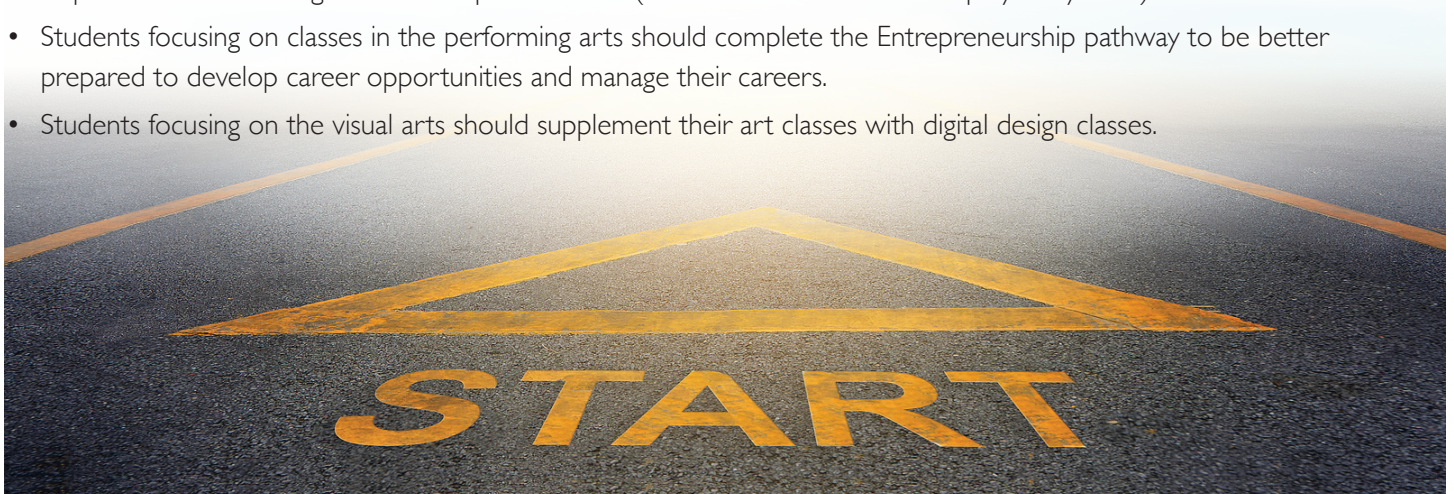 • Students focusing on classes in the performing arts should complete the Entrepreneurship pathway to be better
prepared to develop career opportunities and manage their careers.
• Students focusing on the visual arts should supplement their art classes with digital design classes.
START